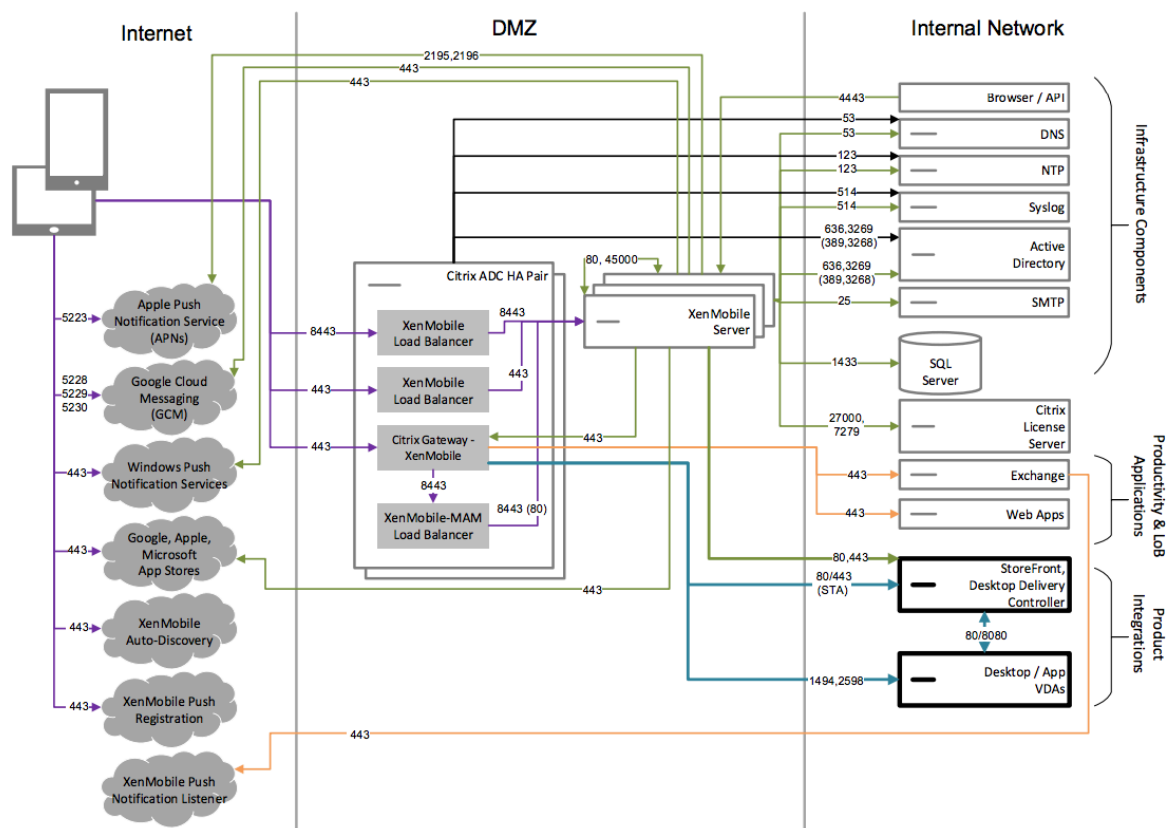 Internet
DMZ
Internal Network
2195,2196
443
443
4443
Browser / API
53
53
DNS
123
123
NTP
514
514
Syslog
636,3269
(389,3268)
Active
Directory
636,3269
(389,3268)
25
SMTP
1433
SQL
Server
27000,
7279
Citrix
License
Server
443
Exchange
443
Web Apps
80,443
StoreFront,
Desktop Delivery
Controller
80/443
(STA)
80/8080
1494,2598
Desktop / App
VDAs
Infrastructure Components
Productivity & LoB
Applications
Product
Integrations
Citrix ADC HA Pair
80, 45000
XenMobile
Server
8443
XenMobile
Load Balancer
8443
443
XenMobile
Load Balancer
443
443
Citrix Gateway -
XenMobile
443
8443
XenMobile-MAM
Load Balancer
8443 (80)
443
443
5223
Apple Push
Notification Service
(APNs)
5228
5229
5230
Google Cloud
Messaging
(GCM)
443
Windows Push
Notification Services
443
Google, Apple,
Microsoft
App Stores
443
XenMobile
Auto-Discovery
443
XenMobile Push
Registration
XenMobile Push
Notification Listener